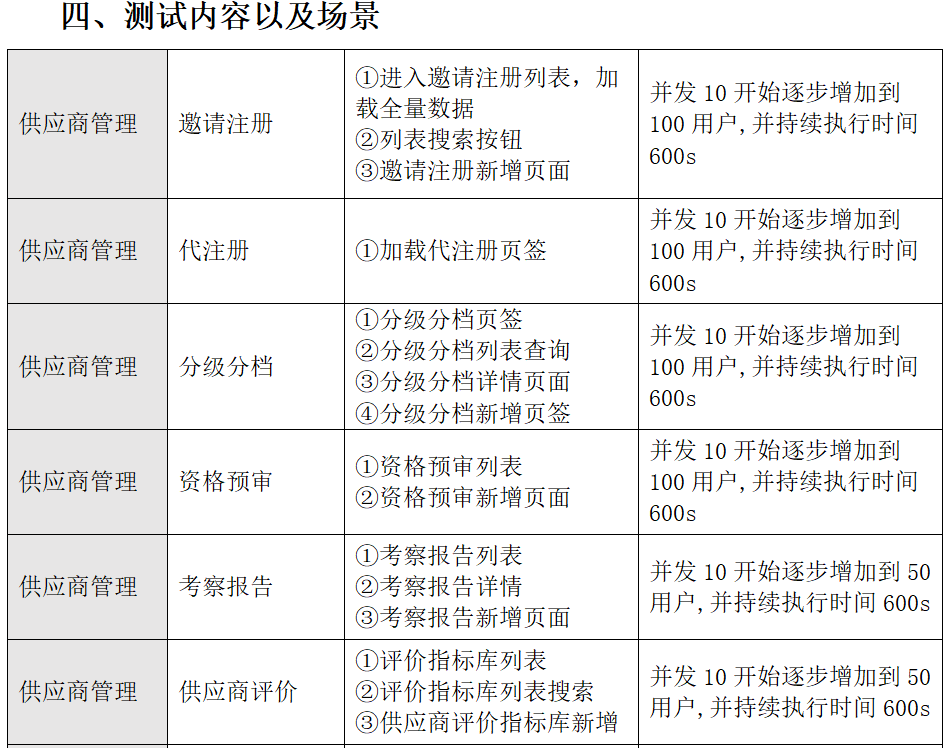 四、测试内容以及场景
供应商管理
邀请注册
①进入邀请注册列表，加
载全量数据
②列表搜索按钮
③邀请注册新增页面
并发 10 开始逐步增加到
100 用户,并持续执行时间
600s
供应商管理
代注册
①加载代注册页签
并发 10 开始逐步增加到
100 用户,并持续执行时间
600s
供应商管理
分级分档
①分级分档页签
②分级分档列表查询
③分级分档详情页面
④分级分档新增页签
并发 10 开始逐步增加到
100 用户,并持续执行时间
600s
供应商管理
资格预审
①资格预审列表
②资格预审新增页面
并发 10 开始逐步增加到
100 用户,并持续执行时间
600s
供应商管理
考察报告
①考察报告列表
②考察报告详情
③考察报告新增页面
并发 10 开始逐步增加到 50
用户,并持续执行时间 600s
供应商管理
供应商评价
①评价指标库列表
②评价指标库列表搜索
③供应商评价指标库新增
并发 10 开始逐步增加到 50
用户,并持续执行时间 600s